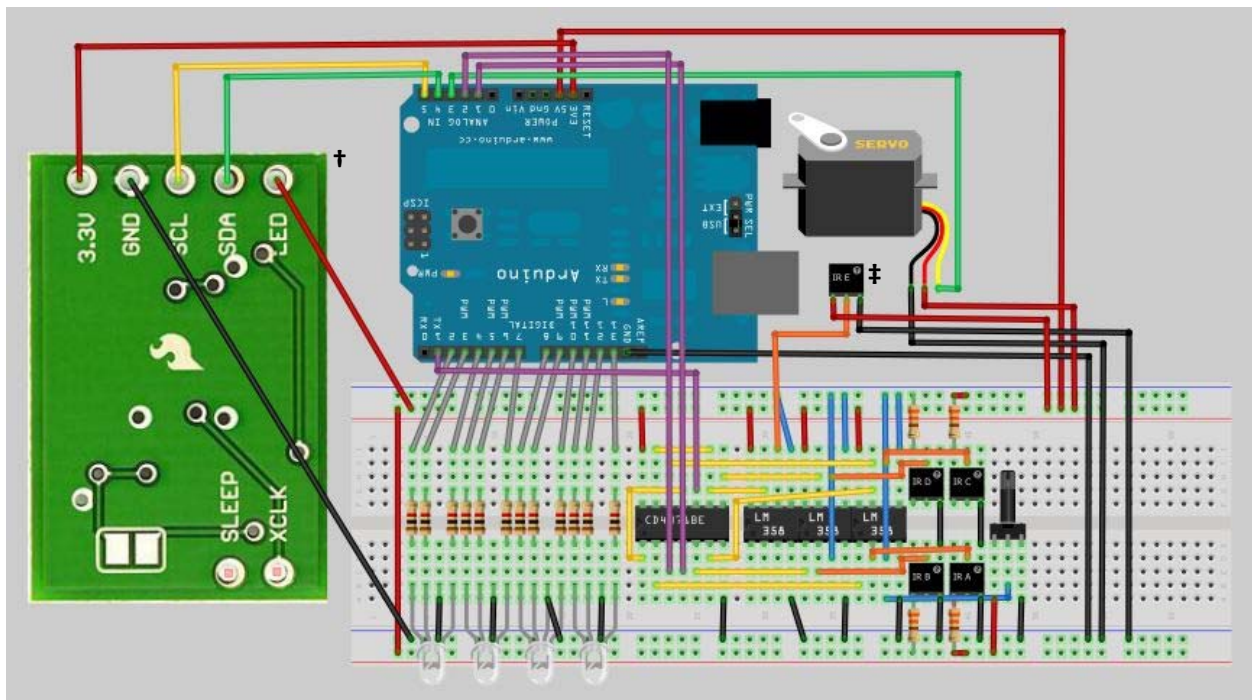 †
3.3V
GND
SCL
SDA
LED
SLEEP
XCLK
5 4 3 2 1 0
ANALOG IN
Vin Gnd 5V 3V3 RESET
POWER
www.arduino.cc
ICSP
1
PWR
Arduino
RX
TX
L
PWR SEL
EXT
USB
PWM PWM PWM PWM PWM PWM
DIGITAL
RX 0
TX 1
2 3 4 5 6 7 8 9 10 11 12 13
GND
AREF
SERVO
IR E
‡
IR D
IR C
LM
358
LM
358
LM
358
IR B
IR A